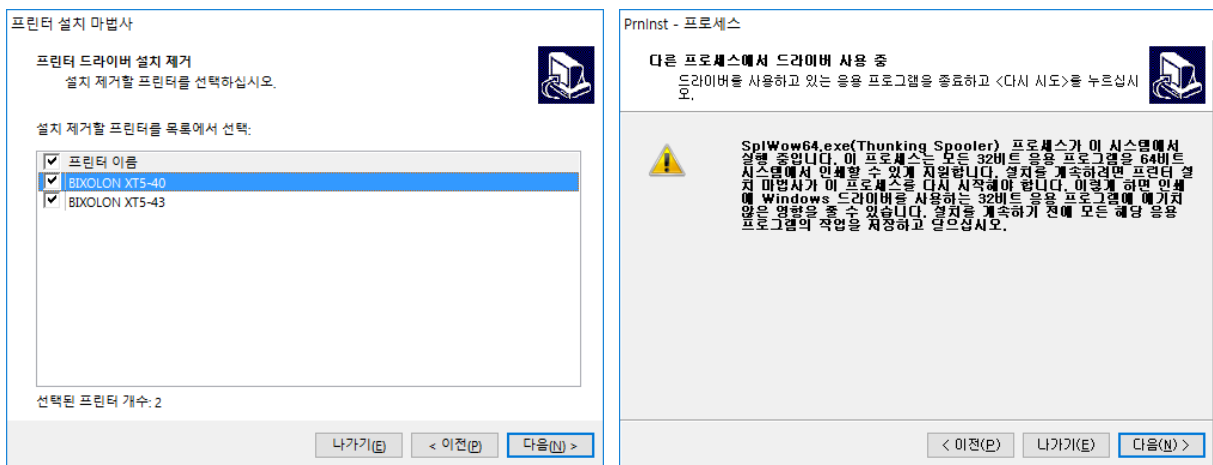 프린터 설치 마법사
프린터 드라이버 설치 제거
설치 제거할 프린터를 선택하십시오.
설치 제거할 프린터를 목록에서 선택:
프린터 이름
BIXOLON XT5-40
BIXOLON XT5-43
선택된 프린터 개수: 2
나가기(E)
< 이전(P)
다음(N) >
PrnInst - 프로세스
다른 프로세스에서 드라이버 사용 중
드라이버를 사용하고 있는 응용 프로그램을 종료하고 <다시 시도>를 누르십시
오.
SplWow64.exe(Thunking Spooler) 프로세스가 이 시스템에서
실행 중입니다. 이 프로세스는 모든 32비트 응용 프로그램을 64비트
시스템에서 인쇄할 수 있게 지원합니다. 설치를 계속하려면 프린터 설
치 마법사가 이 프로세스를 다시 시작해야 합니다. 이렇게 하면 인쇄
에 Windows 드라이버를 사용하는 32비트 응용 프로그램에 예기치
않은 영향을 줄 수 있습니다. 설치를 계속하기 전에 모든 해당 응용
프로그램의 작업을 저장하고 닫으십시오.
< 이전(P)
나가기(E)
다음(N) >